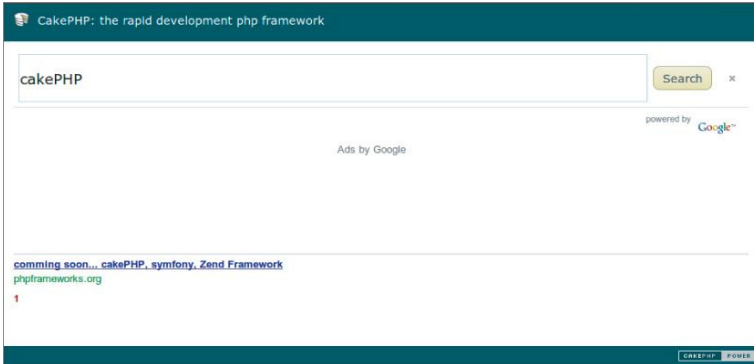 CakePHP: the rapid development php framework
cakePHP
Search ×
powered by Google™
Ads by Google
comming soon... cakePHP, symfony, Zend Framework
phpframeworks.org
1
CAKEPHP POWER